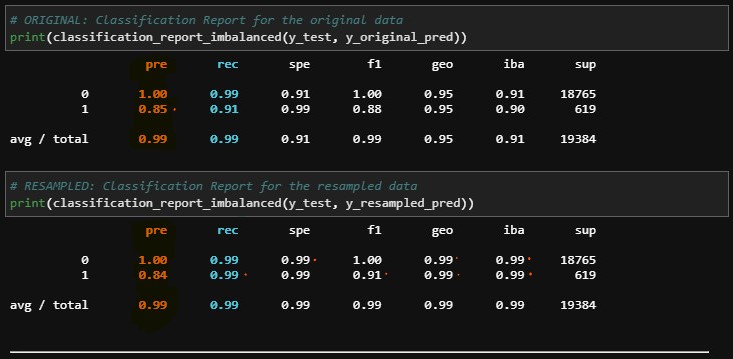 # ORIGINAL: Classification Report for the original data
print(classification_report_imbalanced(y_test, y_original_pred))
pre rec spe f1 geo iba sup
0 1.00 0.99 0.91 1.00 0.95 0.91 18765
1 0.85 0.91 0.99 0.88 0.95 0.90 619
avg / total 0.99 0.99 0.91 0.99 0.95 0.91 19384
# RESAMPLED: Classification Report for the resampled data
print(classification_report_imbalanced(y_test, y_resampled_pred))
pre rec spe f1 geo iba sup
0 1.00 0.99 0.99 1.00 0.99 0.99 18765
1 0.84 0.99 0.99 0.91 0.99 0.99 619
avg / total 0.99 0.99 0.99 0.99 0.99 0.99 19384